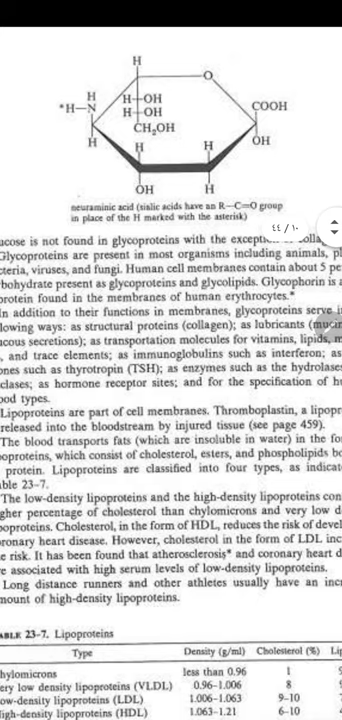 H
O
H
*H—N
H—OH
H—OH
CH₂OH
COOH
H
H
H
OH
OH
H
neuraminic acid (sialic acids have an R—C=O group
in place of the H marked with the asterisk)
٤٤ / ١٠
ucose is not found in glycoproteins with the
Glycoproteins are present in most organisms including animals,
cteria, viruses, and fungi. Human cell membranes contain about 5 pe
bohydrate present as glycoproteins and glycolipids. Glycophorin is a
protein found in the membranes of human erythrocytes.*
In addition to their functions in membranes, glycoproteins serve i
lowing ways: as structural proteins (collagen); as lubricants (mucin
ucous secretions); as transportation molecules for vitamins, lipids, m
, and trace elements; as immunoglobulins such as interferon; as
ones such as thyrotropin (TSH); as enzymes such as the hydrolases
clases; as hormone receptor sites; and for the specification of hu
ood types.
Lipoproteins are part of cell membranes. Thromboplastin, a lipopr
released into the bloodstream by injured tissue (see page 459).
The blood transports fats (which are insoluble in water) in the fo
oproteins, which consist of cholesterol, esters, and phospholipids bo
protein. Lipoproteins are classified into four types, as indicat
ble 23-7.
The low-density lipoproteins and the high-density lipoproteins con
gher percentage of cholesterol than chylomicrons and very low d
oproteins. Cholesterol, in the form of HDL, reduces the risk of devel
oronary heart disease. However, cholesterol in the form of LDL inc
e risk. It has been found that atherosclerosis* and coronary heart d
e associated with high serum levels of low-density lipoproteins.
Long distance runners and other athletes usually have an incr
mount of high-density lipoproteins.
ABLE 23-7. Lipoproteins
Type Density (g/ml) Cholesterol (%) Lip
hylomicrons less than 0.96 1
ery low density lipoproteins (VLDL) 0.96-1.006 8
ow-density lipoproteins (LDL) 1.006-1.063 9-10
igh-density lipoproteins (HDL) 1.063-1.21 6-10